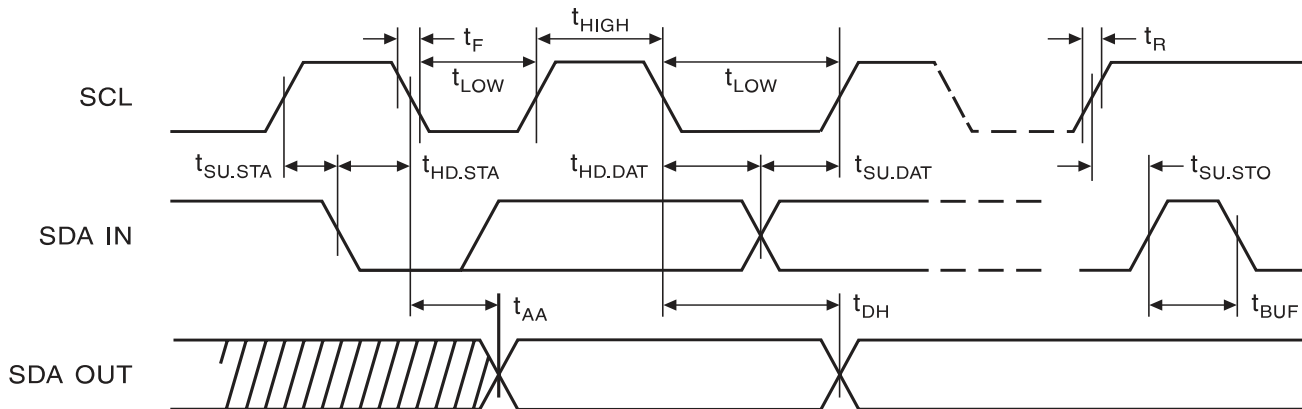 tF tHIGH tR
SCL tLOW tLOW
tSU.STA tHD.STA tHD.DAT tSU.DAT tSU.STO
SDA IN
tAA tDH tBUF
SDA OUT